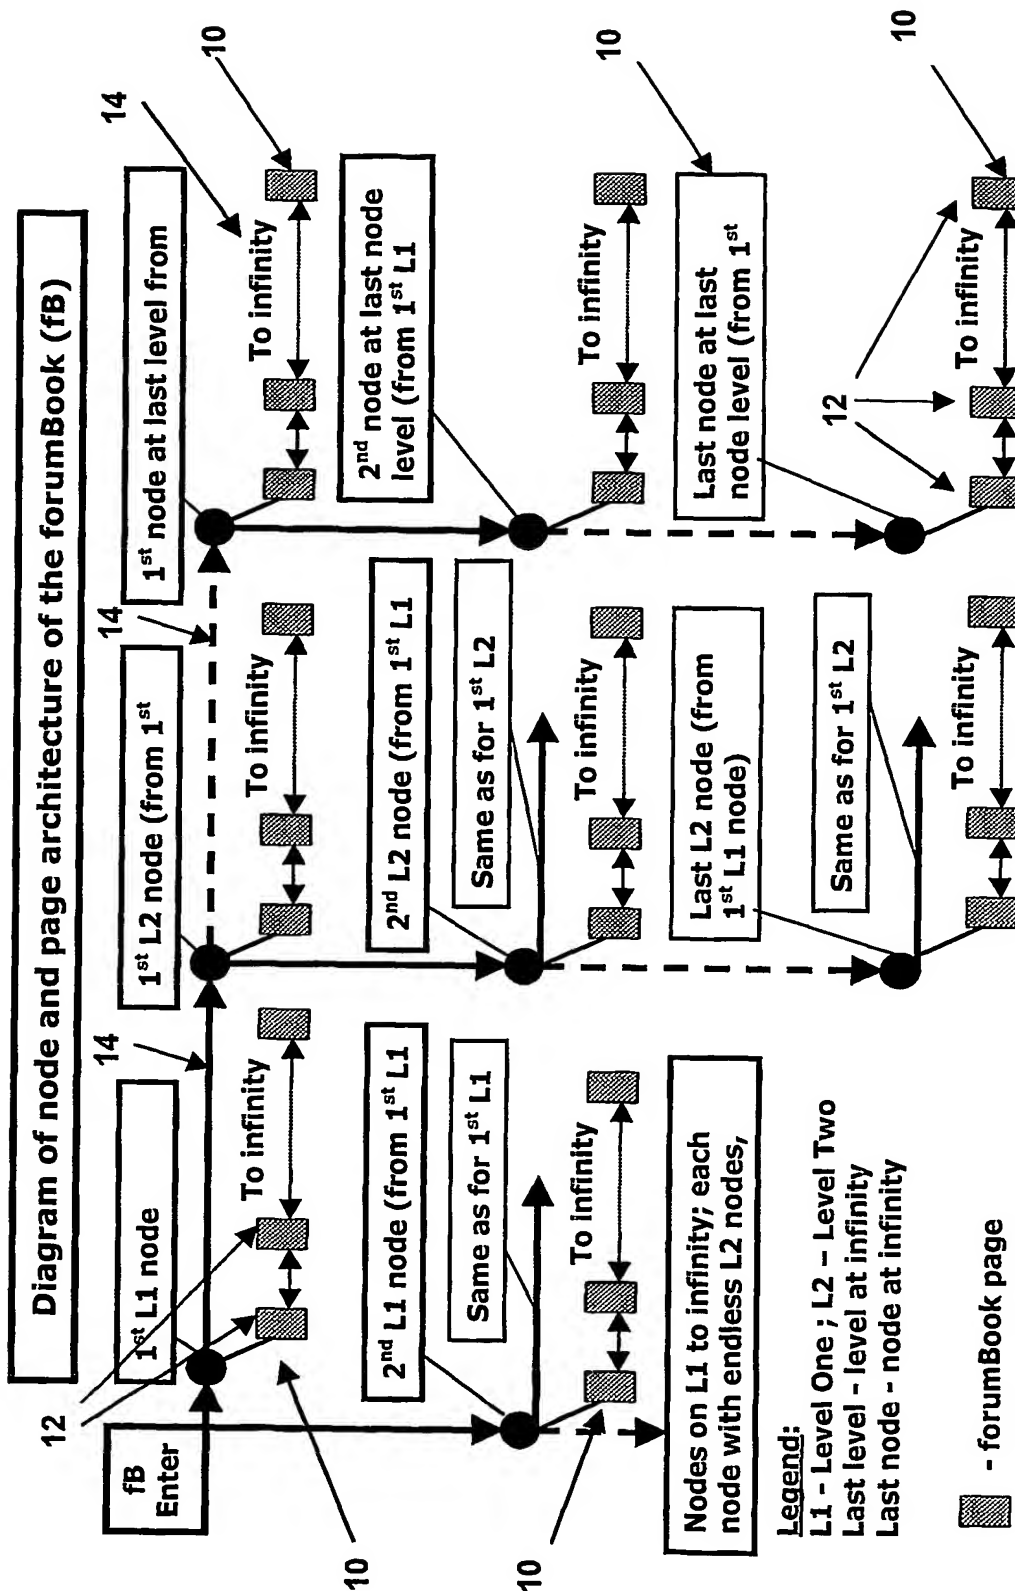 Diagram of node and page architecture of the forumBook (fB)
12
fB
Enter
1st L1 node
14
1st L2 node (from 1st
14
1st node at last level from
14
10
To infinity
To infinity
To infinity
10
2nd L1 node (from 1st L1
Same as for 1st L1
2nd L2 node (from 1st L1
Same as for 1st L2
2nd node at last node
level (from 1st L1)
10
To infinity
To infinity
To infinity
10
Nodes on L1 to infinity; each
node with endless L2 nodes,
Last L2 node (from
1st L1 node)
Same as for 1st L2
Last node at last
node level (from 1st
10
12
To infinity
To infinity
Legend:
L1 - Level One ; L2 – Level Two
Last level - level at infinity
Last node - node at infinity
- forumBook page